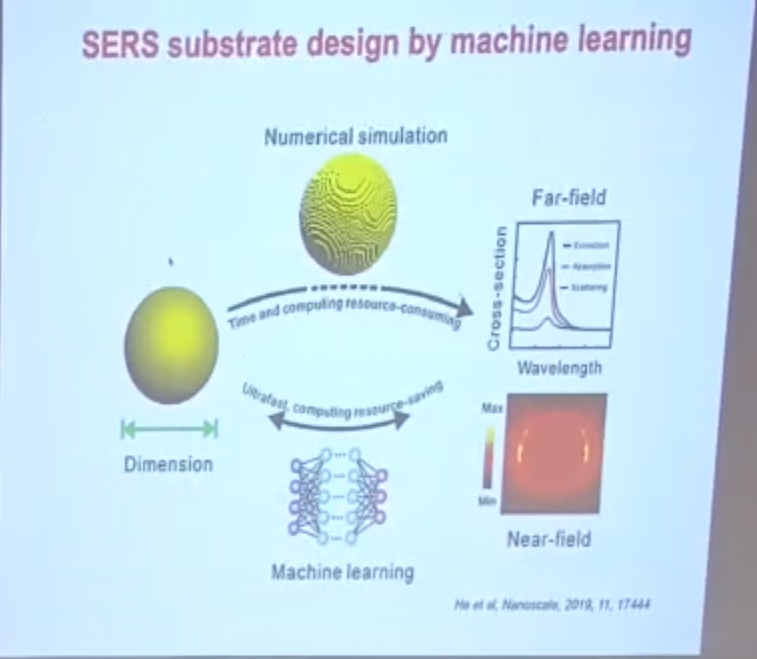 SERS substrate design by machine learning
Numerical simulation
Far-field
Cross-section
Extinction
Absorption
Scattering
Time and computing resource-consuming
Wavelength
Ultrafast, computing resource-saving
Max
Min
Dimension
Near-field
Machine learning
He et al, Nanoscale, 2019, 11, 17444